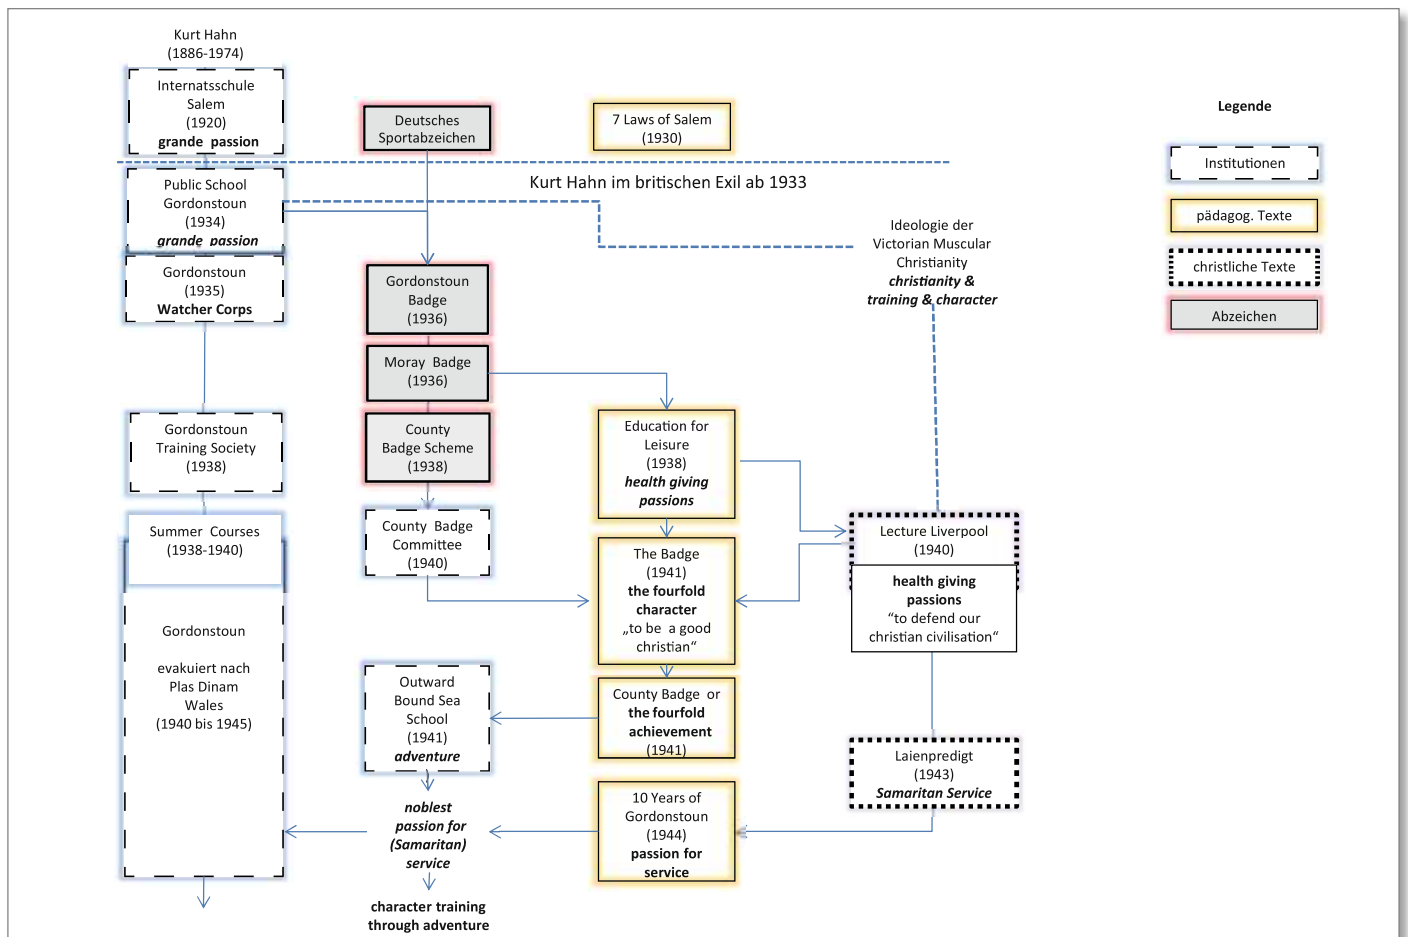 Kurt Hahn
(1886-1974)
Internatsschule
Salem
(1920)
grande passion
Deutsches
Sportabzeichen
7 Laws of Salem
(1930)
Legende
Institutionen
pädagog. Texte
christliche Texte
Abzeichen
Kurt Hahn im britischen Exil ab 1933
Public School
Gordonstoun
(1934)
grande passion
Gordonstoun
(1935)
Watcher Corps
Ideologie der
Victorian Muscular
Christianity
christianity &
training & character
Gordonstoun
Badge
(1936)
Moray Badge
(1936)
County
Badge Scheme
(1938)
Gordonstoun
Training Society
(1938)
Education for
Leisure
(1938)
health giving
passions
Summer Courses
(1938-1940)
County Badge
Committee
(1940)
The Badge
(1941)
the fourfold
character
„to be a good
christian“
Lecture Liverpool
(1940)
health giving
passions
“to defend our
christian civilisation“
Gordonstoun
evakuiert nach
Plas Dinam
Wales
(1940 bis 1945)
Outward
Bound Sea
School
(1941)
adventure
County Badge or
the fourfold
achievement
(1941)
Laienpredigt
(1943)
Samaritan Service
noblest
passion for
(Samaritan)
service
10 Years of
Gordonstoun
(1944)
passion for
service
character training
through adventure